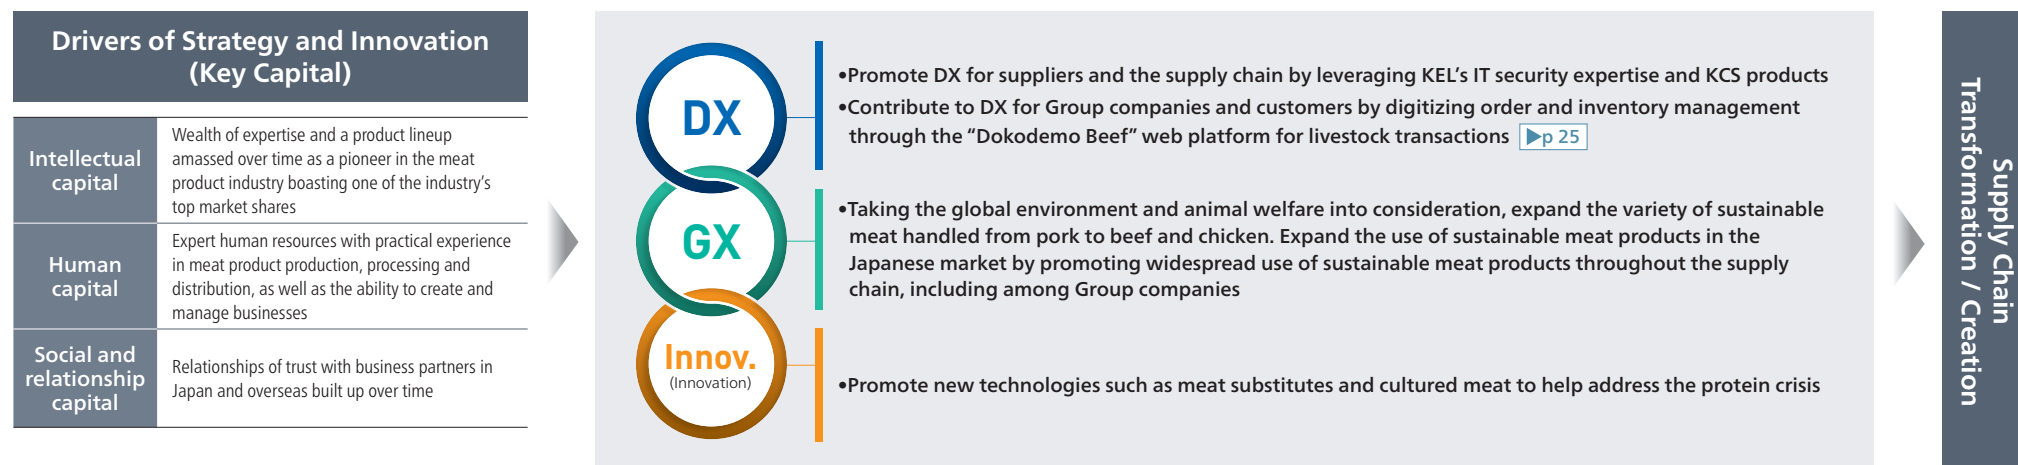 Drivers of Strategy and Innovation
(Key Capital)
Intellectual
capital
Wealth of expertise and a product lineup
amassed over time as a pioneer in the meat
product industry boasting one of the industry’s
top market shares
Human
capital
Expert human resources with practical experience
in meat product production, processing and
distribution, as well as the ability to create and
manage businesses
Social and
relationship
capital
Relationships of trust with business partners in
Japan and overseas built up over time
DX
•Promote DX for suppliers and the supply chain by leveraging KEL’s IT security expertise and KCS products
•Contribute to DX for Group companies and customers by digitizing order and inventory management
through the “Dokodemo Beef” web platform for livestock transactions ▶p 25
GX
•Taking the global environment and animal welfare into consideration, expand the variety of sustainable
meat handled from pork to beef and chicken. Expand the use of sustainable meat products in the
Japanese market by promoting widespread use of sustainable meat products throughout the supply
chain, including among Group companies
Innov.
(Innovation)
•Promote new technologies such as meat substitutes and cultured meat to help address the protein crisis
Supply Chain
Transformation / Creation